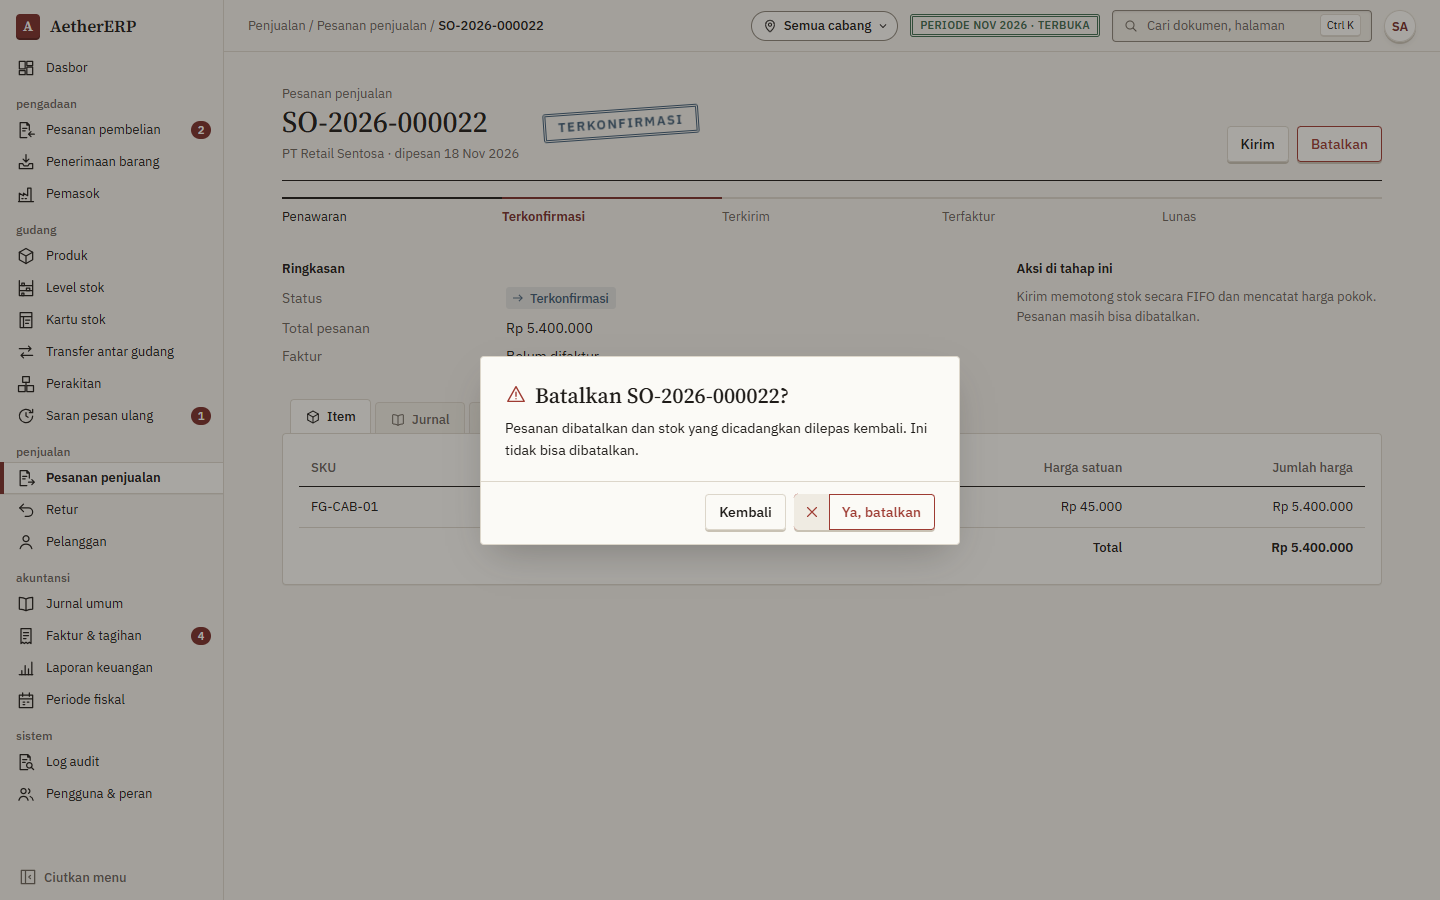 A AetherERP
Penjualan / Pesanan penjualan / SO-2026-000022
Semua cabang
PERIODE NOV 2026 · TERBUKA
Cari dokumen, halaman
Ctrl K
SA
Dasbor
pengadaan
Pesanan pembelian 2
Penerimaan barang
Pemasok
gudang
Produk
Level stok
Kartu stok
Transfer antar gudang
Perakitan
Saran pesan ulang 1
penjualan
Pesanan penjualan
Retur
Pelanggan
akuntansi
Jurnal umum
Faktur & tagihan 4
Laporan keuangan
Periode fiskal
sistem
Log audit
Pengguna & peran
Ciutkan menu
Pesanan penjualan
SO-2026-000022
TERKONFIRMASI
PT Retail Sentosa · dipesan 18 Nov 2026
Kirim
Batalkan
Penawaran
Terkonfirmasi
Terkirim
Terfaktur
Lunas
Ringkasan
Status Terkonfirmasi
Total pesanan Rp 5.400.000
Faktur Belum difaktur
Aksi di tahap ini
Kirim memotong stok secara FIFO dan mencatat harga pokok.
Pesanan masih bisa dibatalkan.
Item
Jurnal
SKU Harga satuan Jumlah harga
FG-CAB-01 Rp 45.000 Rp 5.400.000
Total Rp 5.400.000
Batalkan SO-2026-000022?
Pesanan dibatalkan dan stok yang dicadangkan dilepas kembali. Ini
tidak bisa dibatalkan.
Kembali
Ya, batalkan